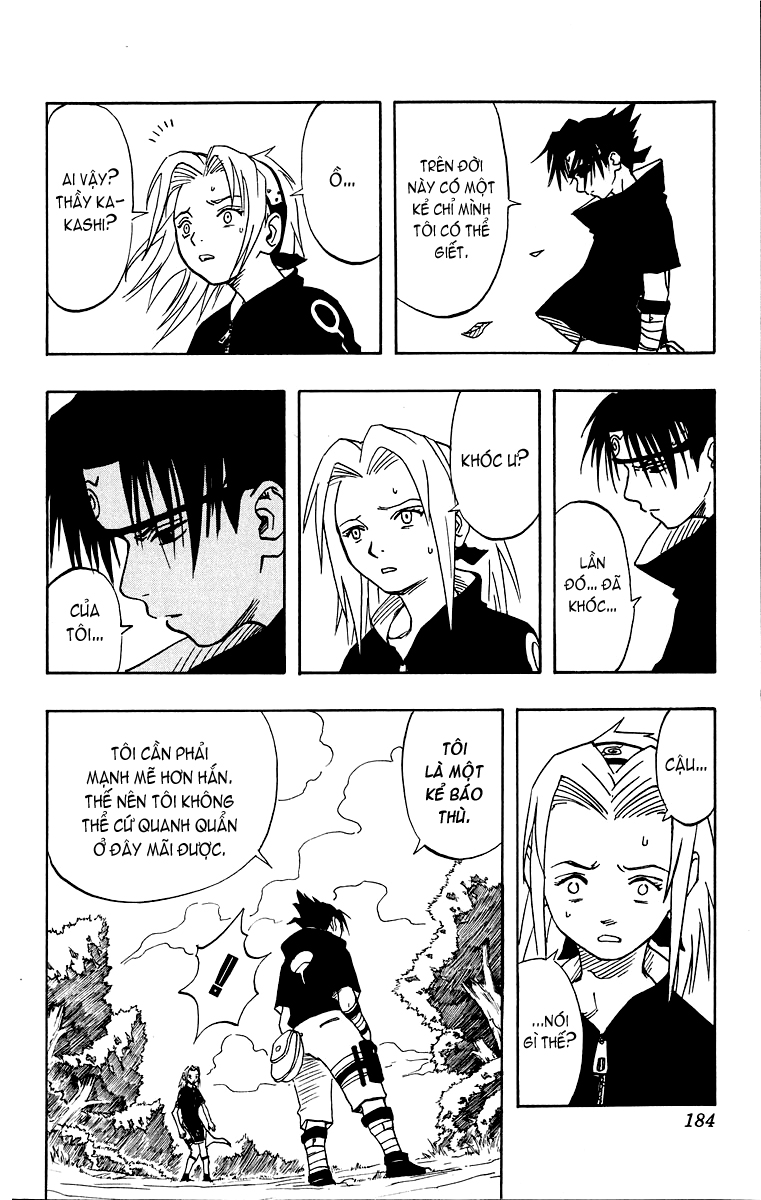 TRÊN ĐỜI
NÀY CÓ MỘT
KẺ CHỈ MÌNH
TÔI CÓ THỂ
GIẾT.
Ồ...
AI VẬY?
THẦY KA-
KASHI?
LẦN
ĐÓ... ĐÃ
KHÓC...
KHÓC Ư?
CỦA
TÔI...
CẬU...
...NÓI
GÌ THẾ?
TÔI
LÀ MỘT
KẺ BÁO
THÙ.
TÔI CẦN PHẢI
MẠNH MẼ HƠN HẮN.
THẾ NÊN TÔI KHÔNG
THỂ CỨ QUANH QUẨN
Ở ĐÂY MÃI ĐƯỢC.
!
184